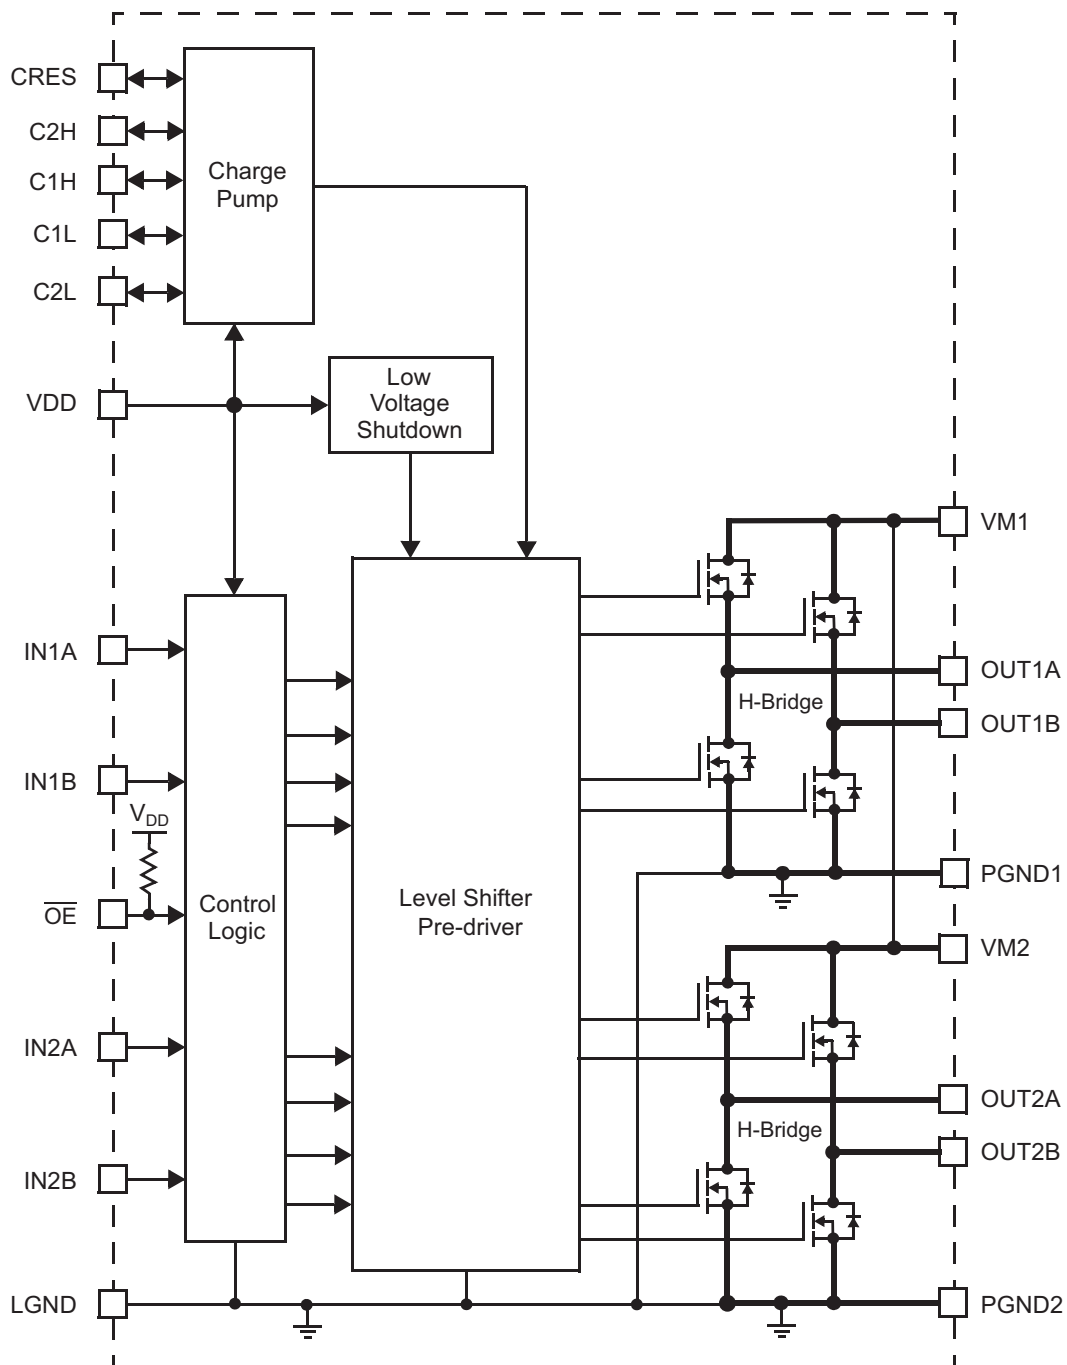 CRES
C2H
C1H
C1L
C2L
Charge
Pump
VDD
Low
Voltage
Shutdown
VM1
IN1A
OUT1A
H-Bridge
OUT1B
IN1B
VDD
PGND1
OE
Control
Logic
Level Shifter
Pre-driver
VM2
IN2A
OUT2A
H-Bridge
OUT2B
IN2B
LGND
PGND2